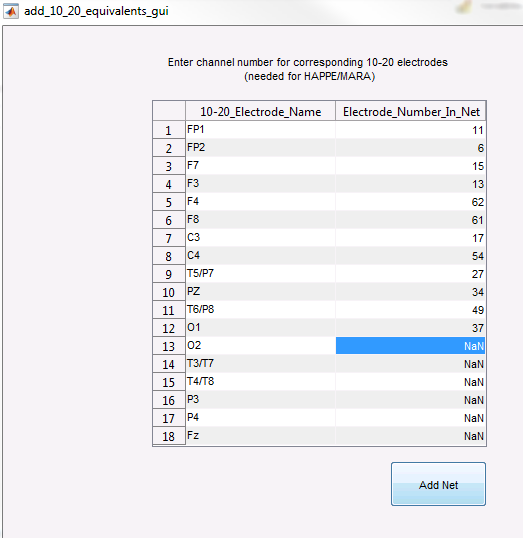 add_10_20_equivalents_gui
Enter channel number for corresponding 10-20 electrodes
(needed for HAPPE/MARA)
10-20_Electrode_Name Electrode_Number_In_Net
1 FP1 11
2 FP2 6
3 F7 15
4 F3 13
5 F4 62
6 F8 61
7 C3 17
8 C4 54
9 T5/P7 27
10 PZ 34
11 T6/P8 49
12 O1 37
13 O2 NaN
14 T3/T7 NaN
15 T4/T8 NaN
16 P3 NaN
17 P4 NaN
18 Fz NaN
Add Net